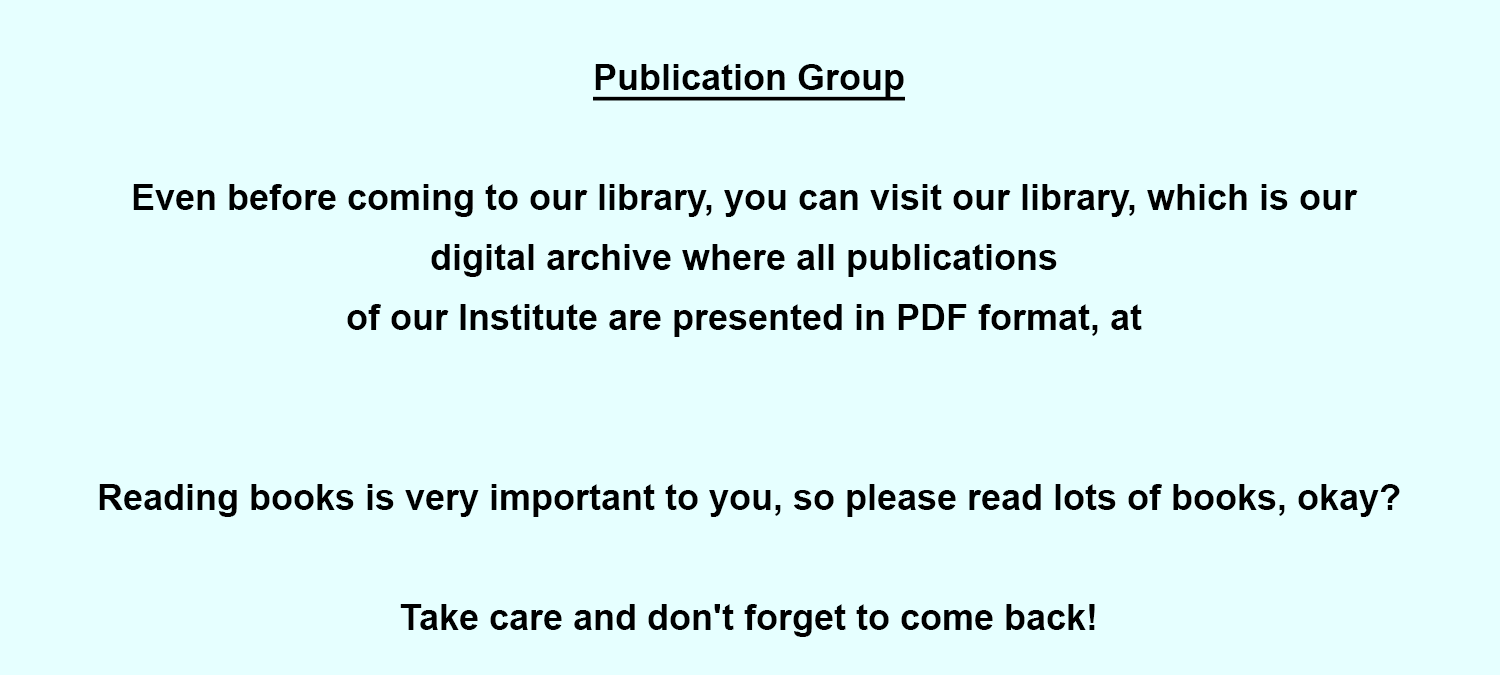 Publication Group
Even before coming to our library, you can visit our library, which is our
digital archive where all publications
of our Institute are presented in PDF format, at
Reading books is very important to you, so please read lots of books, okay?
Take care and don't forget to come back!